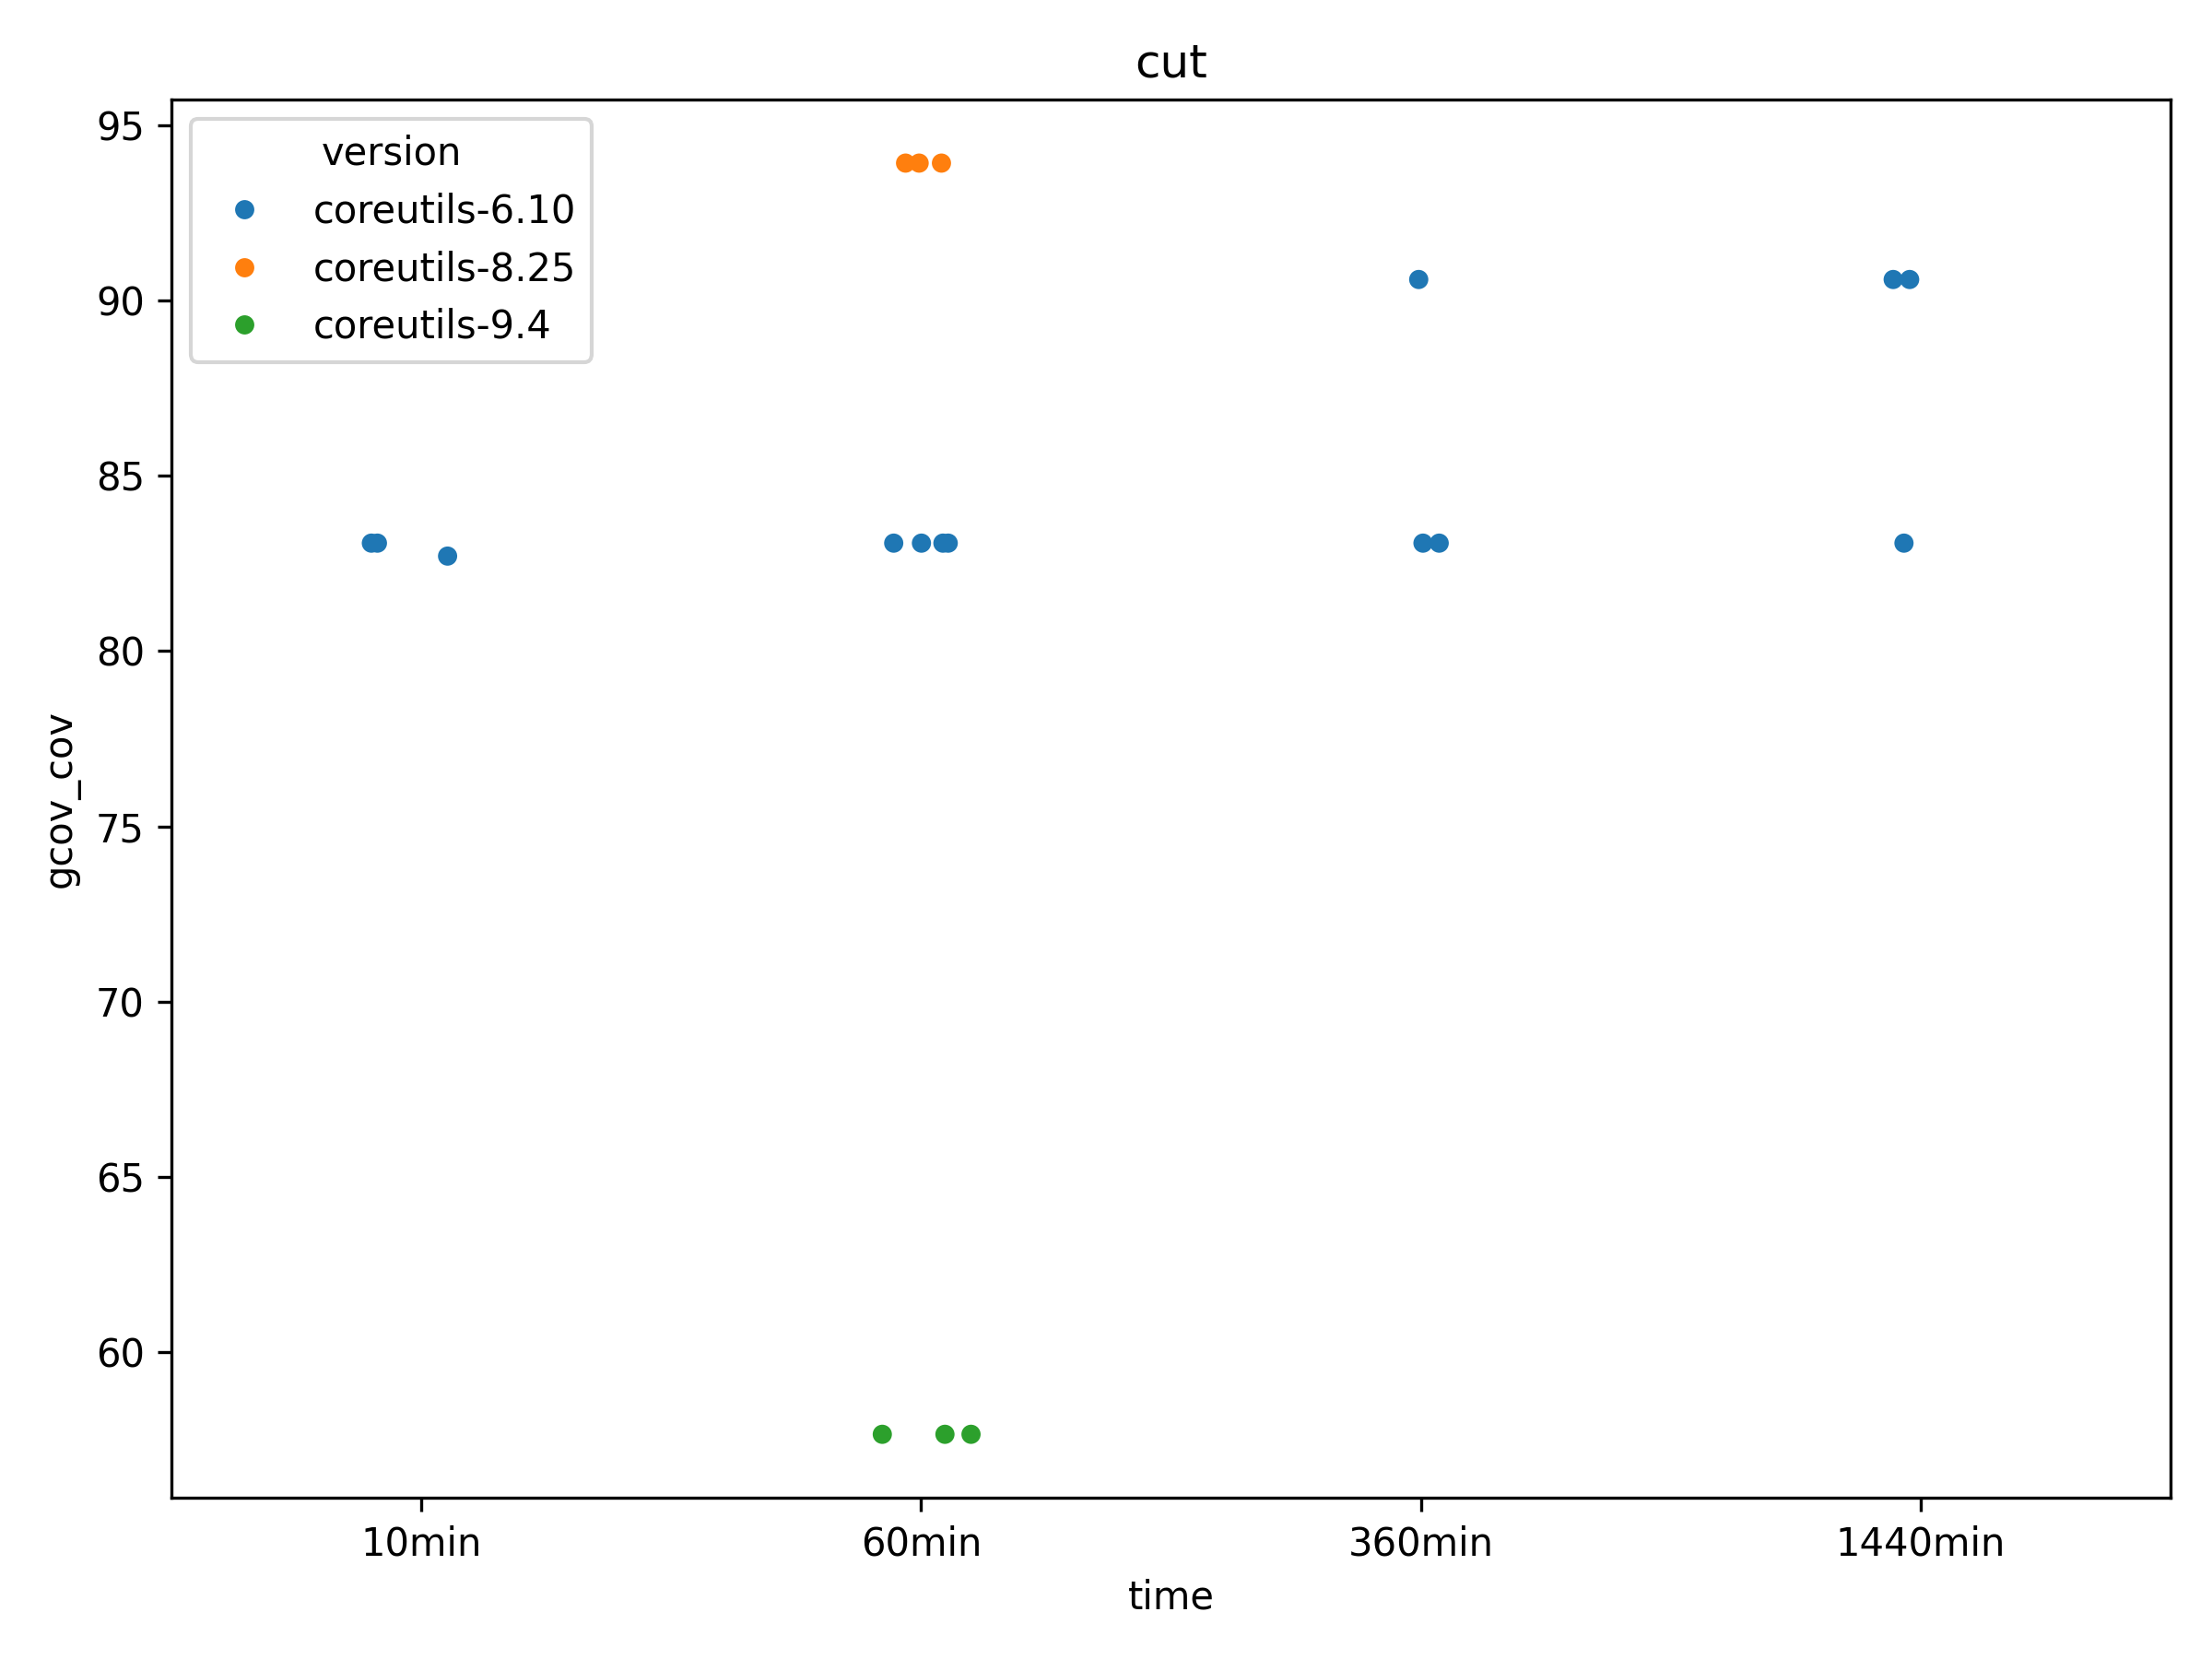 cut
version
coreutils-6.10
coreutils-8.25
coreutils-9.4
95
90
85
80
75
70
65
60
gcov_cov
10min 60min 360min 1440min
time